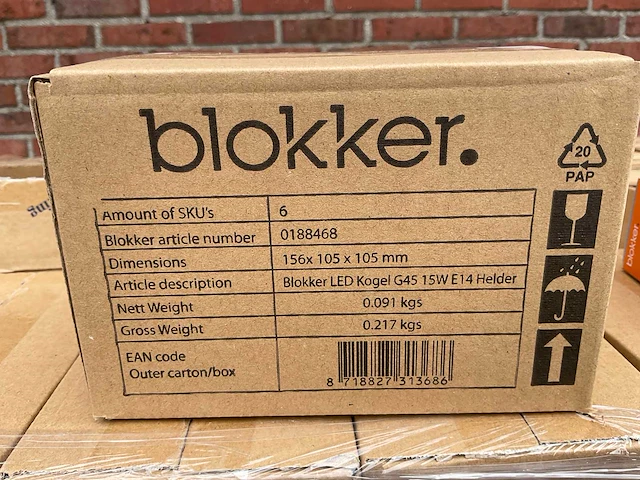 blokker.
20
PAP
Amount of SKU's 6
Blokker article number 0188468
Dimensions 156x 105 x 105 mm
Article description Blokker LED Kogel G45 15W E14 Helder
Nett Weight 0.091 kgs
Gross Weight 0.217 kgs
EAN code
Outer carton/box
8 718827 313686
blokker